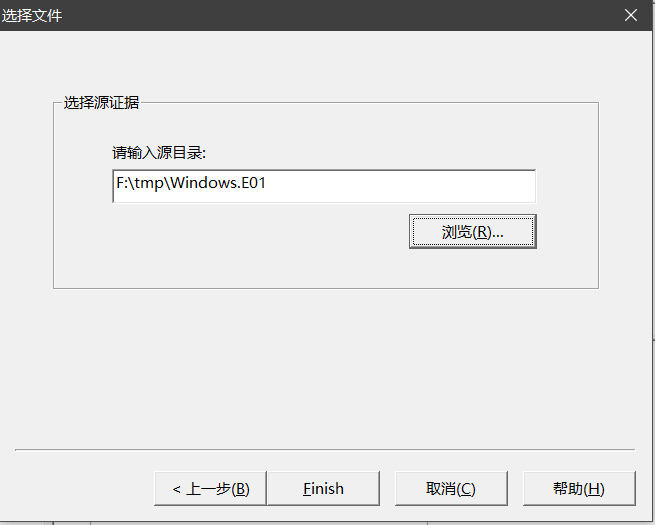 选择文件
选择源证据
请输入源目录:
F:\tmp\Windows.E01
浏览(R)...
< 上一步(B)
Finish
取消(C)
帮助(H)